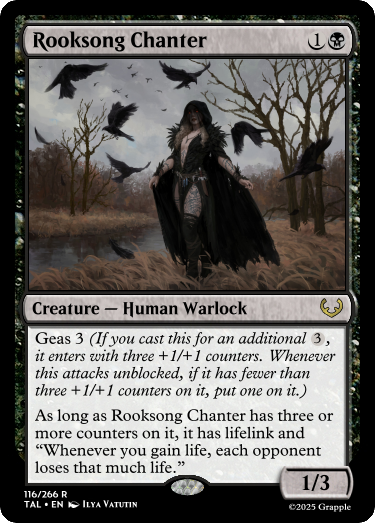 Rooksong Chanter 1
Creature — Human Warlock
Geas 3 (If you cast this for an additional 3,
it enters with three +1/+1 counters. Whenever
this attacks unblocked, if it has fewer than
three +1/+1 counters on it, put one on it.)
As long as Rooksong Chanter has three or
more counters on it, it has lifelink and
“Whenever you gain life, each opponent
loses that much life.”
1/3
116/266 R
TAL • EN Ilya Vatutin
©2025 Grapple